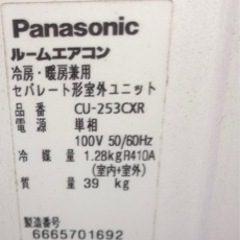 Panasonic
ルームエアコン
冷房・暖房兼用
セパレート形室外ユニット
品番 CU-253CXR
電源 単相
100V 50/60Hz
冷媒量 1.28kg R410A
(室内+室外)
質量 39 kg
製造番号
6665701692